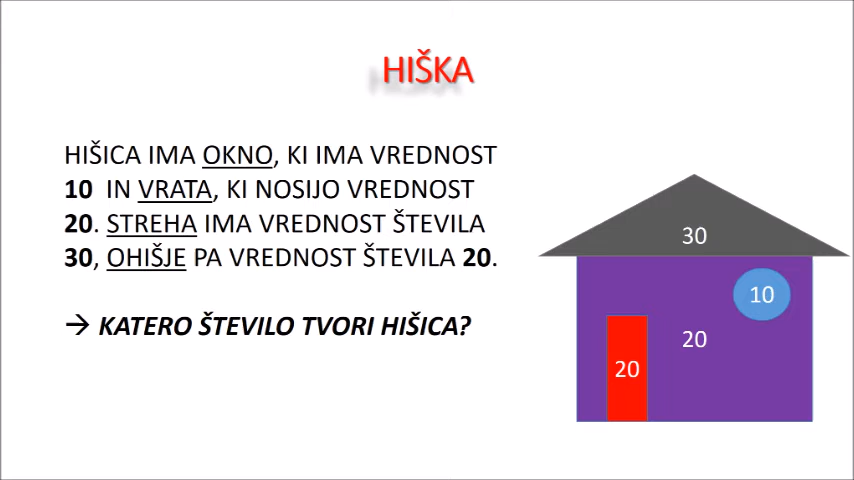 HIŠKA
HIŠICA IMA OKNO, KI IMA VREDNOST
10 IN VRATA, KI NOSIJO VREDNOST
20. STREHA IMA VREDNOST ŠTEVILA
30, OHIŠJE PA VREDNOST ŠTEVILA 20.
→ KATERO ŠTEVILO TVORI HIŠICA?
30
10
20
20